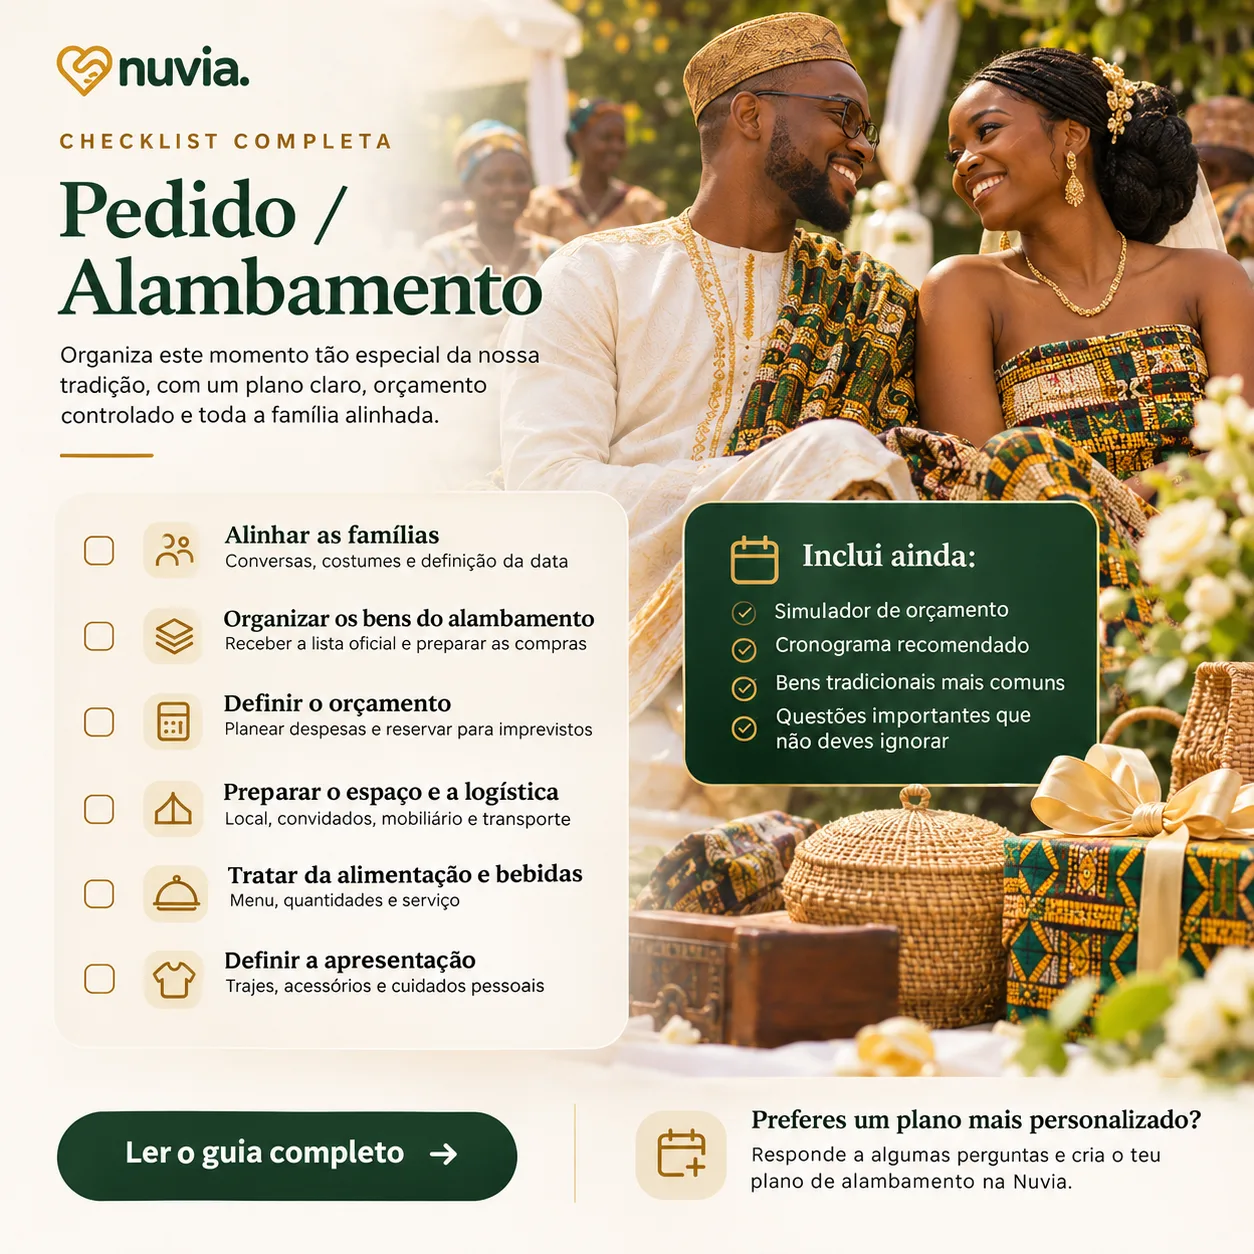 nuvia.
CHECKLIST COMPLETA
Pedido /
Alambamento
Organiza este momento tão especial da nossa
tradição, com um plano claro, orçamento
controlado e toda a família alinhada.
Alinhar as famílias
Conversas, costumes e definição da data
Organizar os bens do alambamento
Receber a lista oficial e preparar as compras
Definir o orçamento
Planear despesas e reservar para imprevistos
Preparar o espaço e a logística
Local, convidados, mobiliário e transporte
Tratar da alimentação e bebidas
Menu, quantidades e serviço
Definir a apresentação
Trajes, acessórios e cuidados pessoais
Inclui ainda:
Simulador de orçamento
Cronograma recomendado
Bens tradicionais mais comuns
Questões importantes que
não deves ignorar
Ler o guia completo
Preferes um plano mais personalizado?
Responde a algumas perguntas e cria o teu
plano de alambamento na Nuvia.